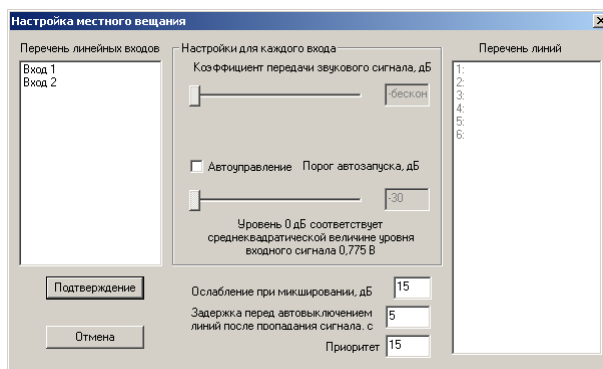 Настройка местного вещания
Перечень линейных входов
Вход 1
Вход 2
Настройки для каждого входа
Коэффициент передачи звукового сигнала, дБ
-бескон
Автоуправление Порог автозапуска, дБ
-30
Уровень 0 дБ соответствует
среднеквадратической величине уровня
входного сигнала 0,775 В
Перечень линий
1:
2:
3:
4:
5:
6:
Подтверждение
Отмена
Ослабление при микшировании, дБ 15
Задержка перед автовыключением
линий после пропадания сигнала. с 5
Приоритет 15